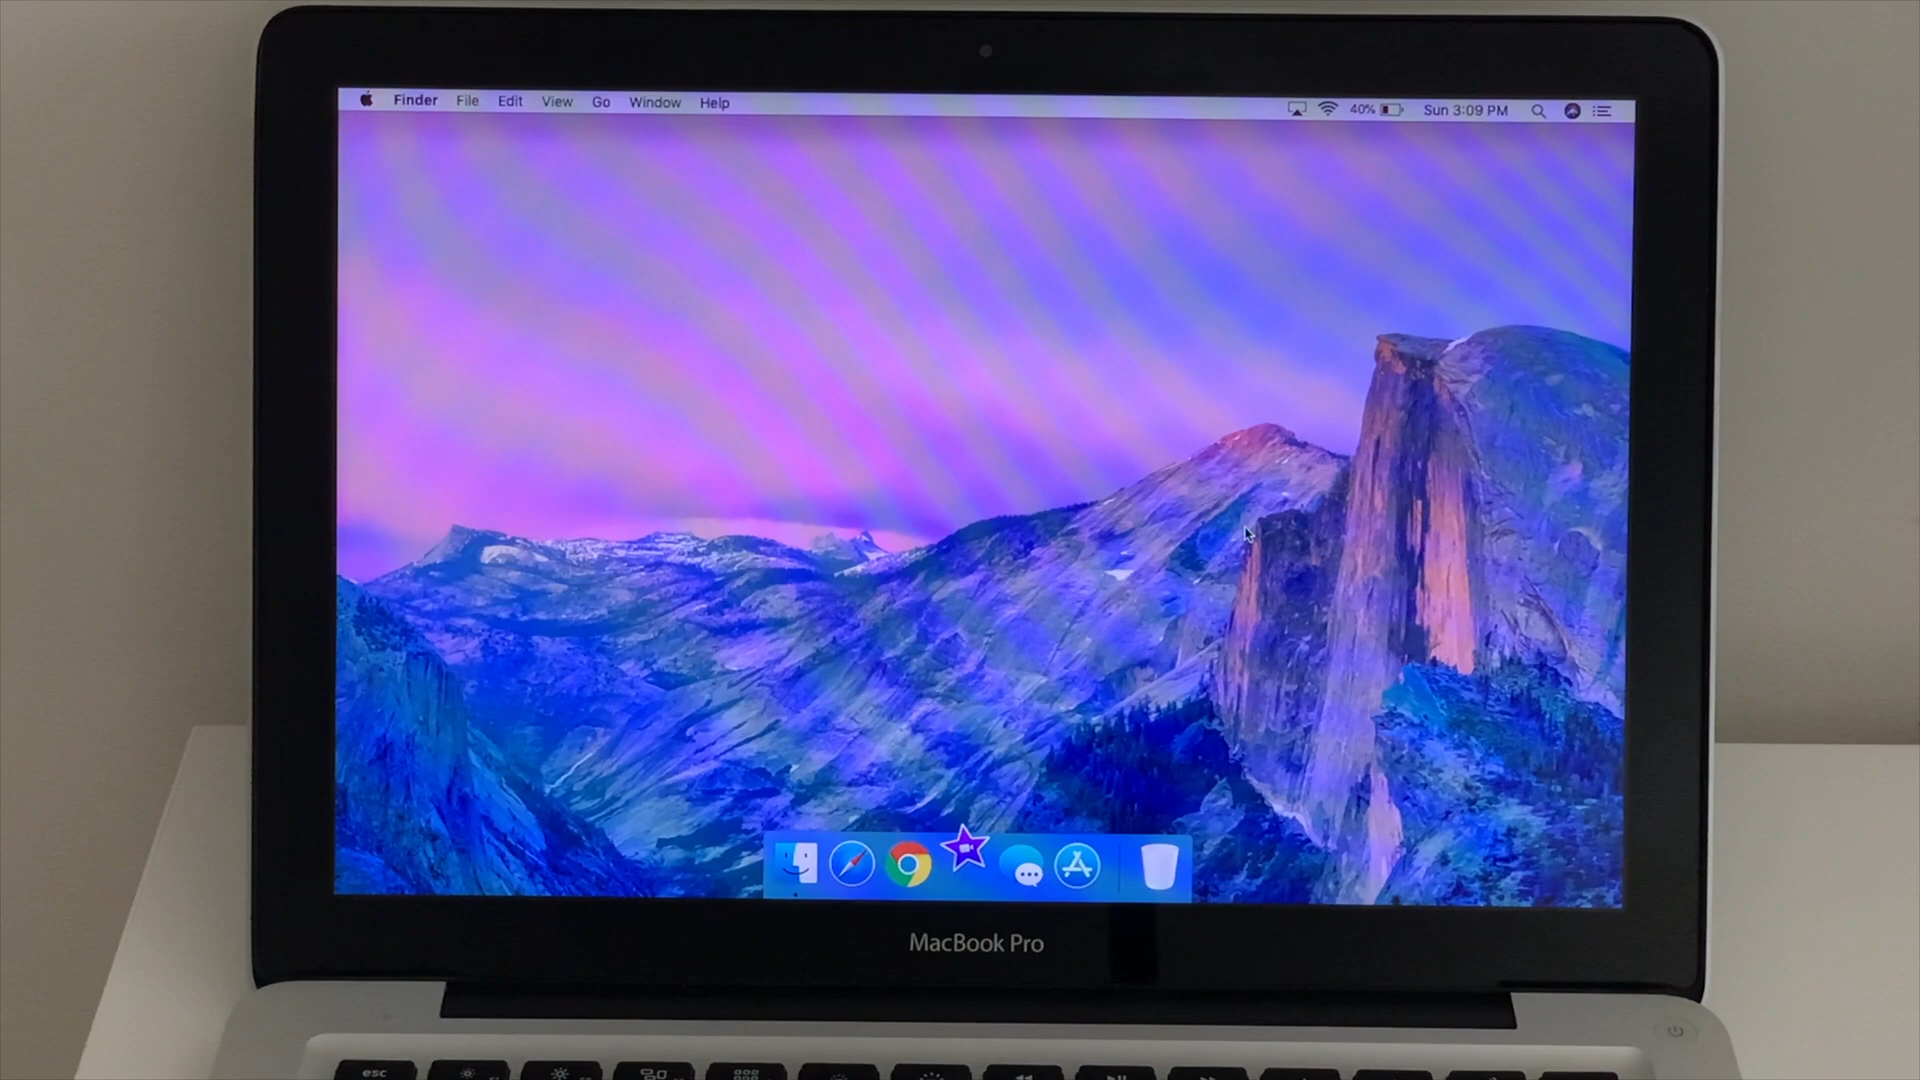 Finder File Edit View Go Window Help 40% Sun 3:09 PM
MacBook Pro
esc